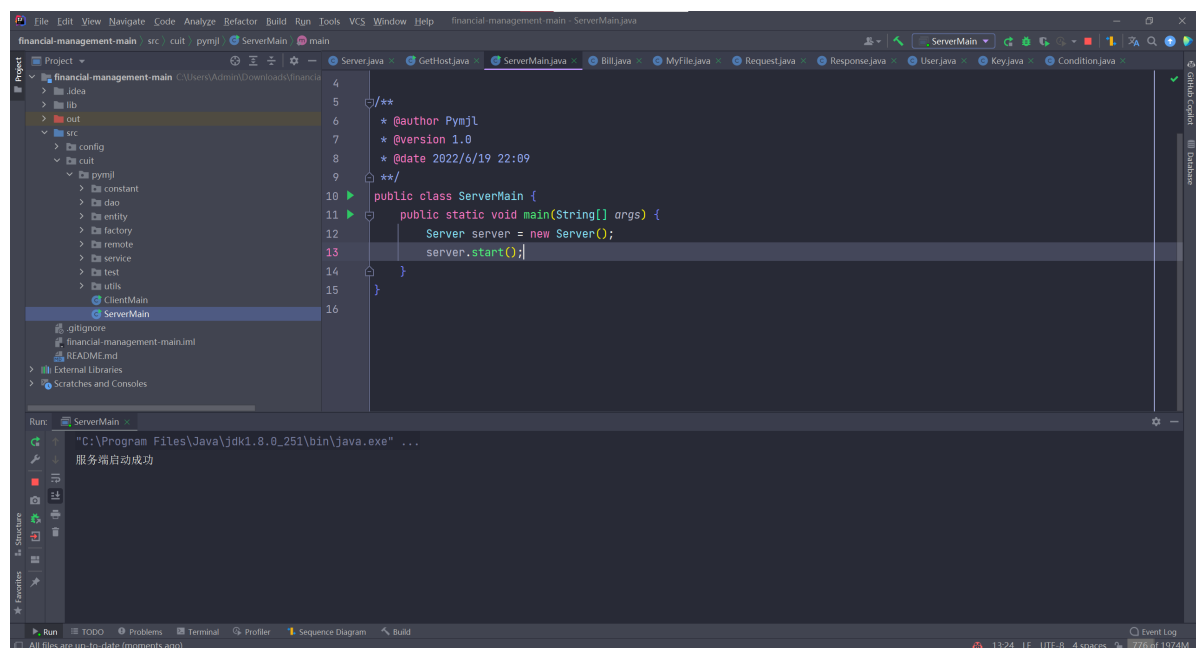 File Edit View Navigate Code Analyze Refactor Build Run Tools VCS Window Help financial-management-main - ServerMain.java
financial-management-main src cuit pymjl ServerMain main
ServerMain
Project
Server.java GetHost.java ServerMain.java Bill.java MyFile.java Request.java Response.java User.java Key.java Condition.java
financial-management-main C:\Users\Admin\Downloads\financia
.idea
lib
out
src
config
cuit
pymjl
constant
dao
entity
factory
remote
service
test
utils
ClientMain
ServerMain
.gitignore
financial-management-main.iml
README.md
External Libraries
Scratches and Consoles
4
5 /**
6 * @author Pymjl
7 * @version 1.0
8 * @date 2022/6/19 22:09
9 **/
10 public class ServerMain {
11 public static void main(String[] args) {
12 Server server = new Server();
13 server.start();
14 }
15 }
16
Project
GitHub Copilot
Database
Structure
Favorites
Run: ServerMain
"C:\Program Files\Java\jdk1.8.0_251\bin\java.exe" ...
服务端启动成功
Run TODO Problems Terminal Profiler Sequence Diagram Build Event Log
All files are up-to-date (moments ago) 13:24 LF UTF-8 4 spaces 776 of 1974M